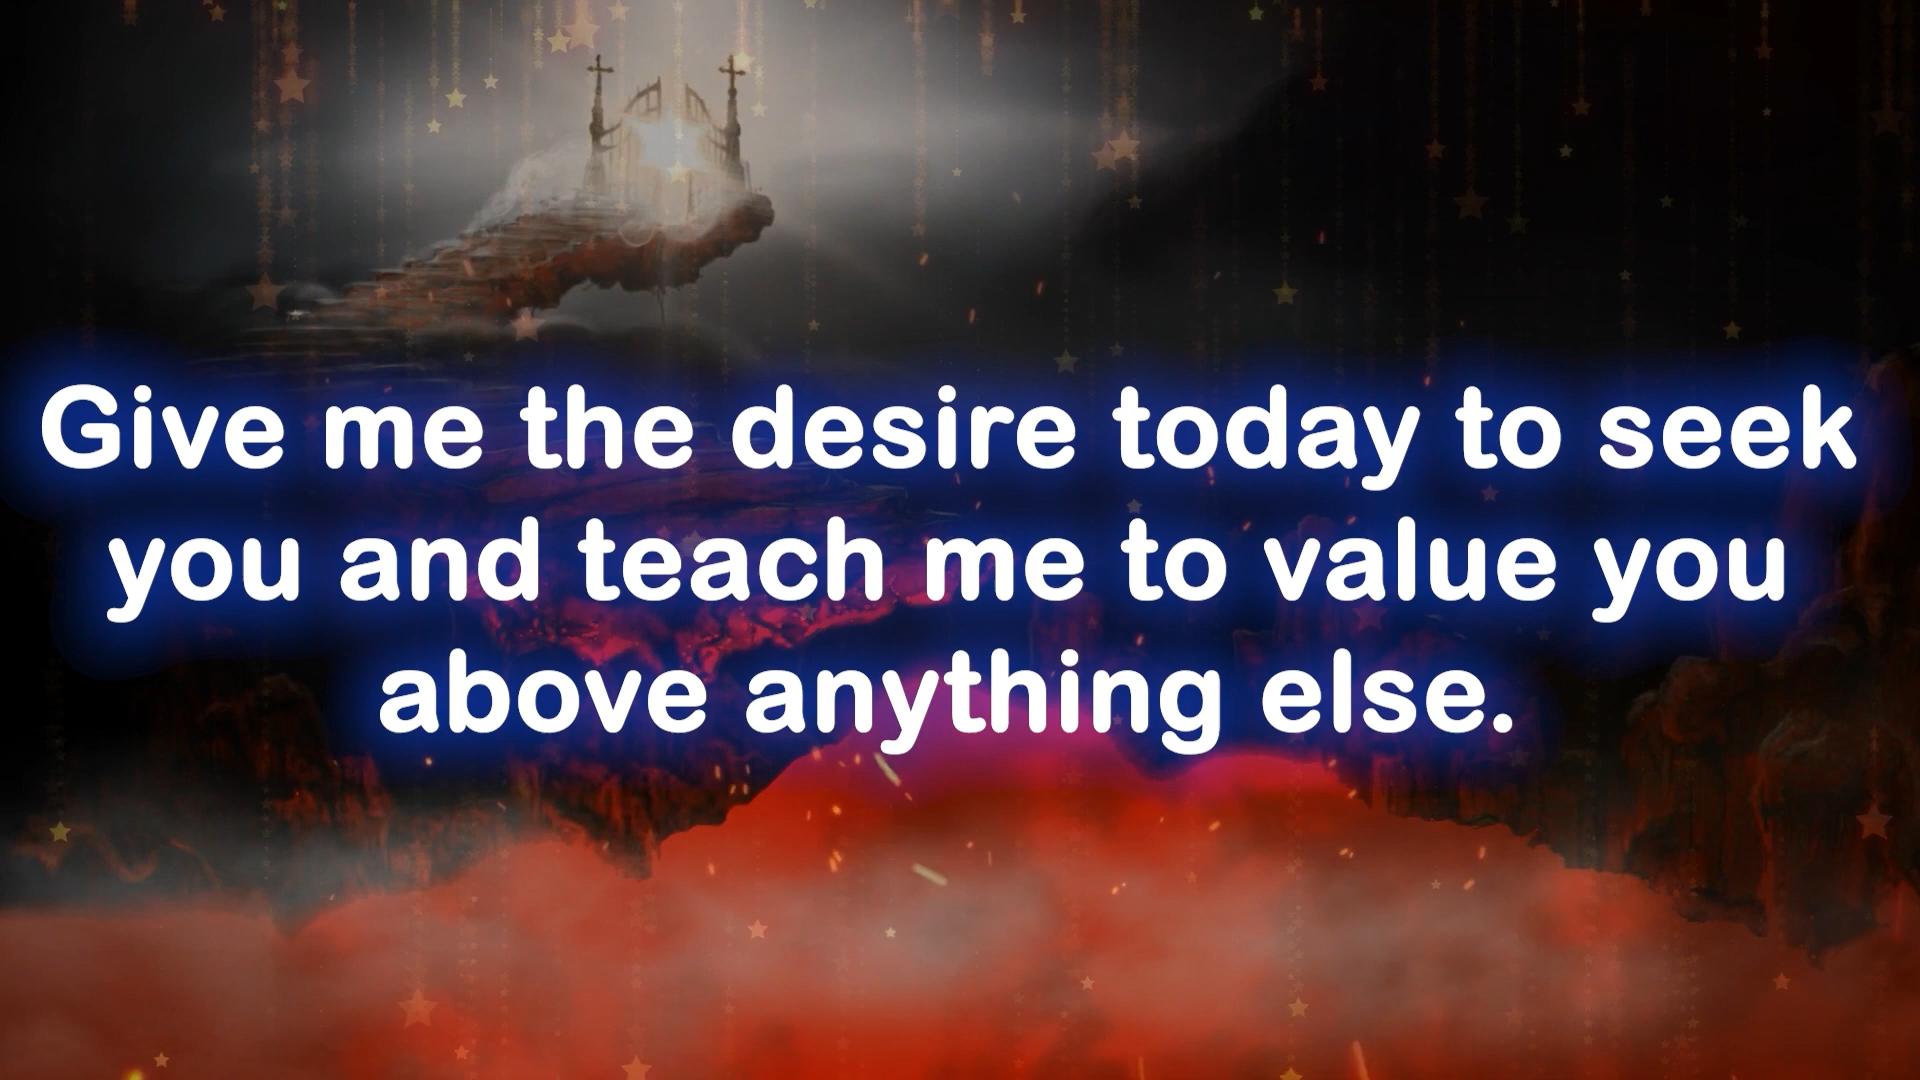 Give me the desire today to seek
you and teach me to value you
above anything else.